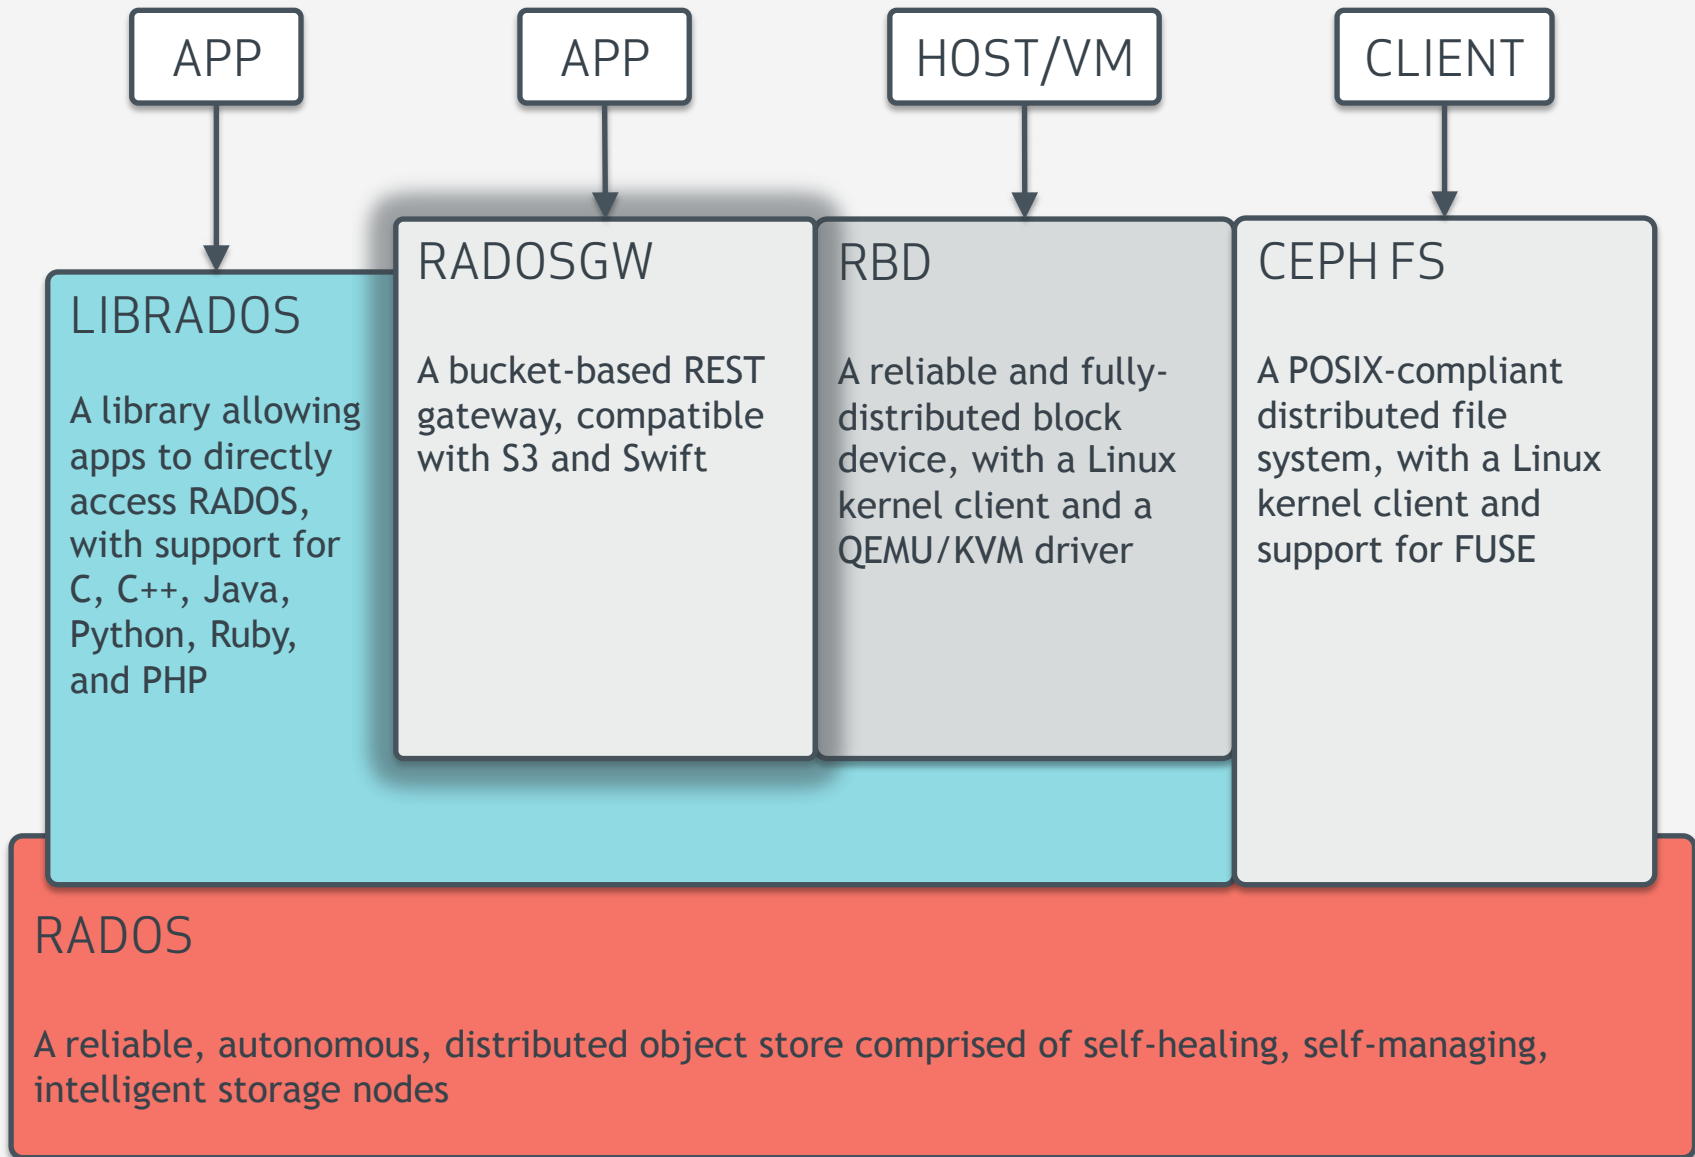 APP
APP
HOST/VM
CLIENT
LIBRADOS
A library allowing
apps to directly
access RADOS,
with support for
C, C++, Java,
Python, Ruby,
and PHP
RADOSGW
A bucket-based REST
gateway, compatible
with S3 and Swift
RBD
A reliable and fully-
distributed block
device, with a Linux
kernel client and a
QEMU/KVM driver
CEPH FS
A POSIX-compliant
distributed file
system, with a Linux
kernel client and
support for FUSE
RADOS
A reliable, autonomous, distributed object store comprised of self-healing, self-managing,
intelligent storage nodes